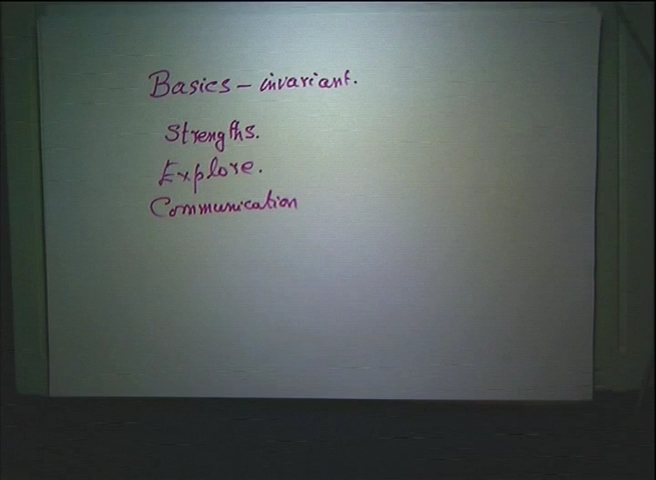 Basics - invariant.
Strengths.
Explore.
Communication